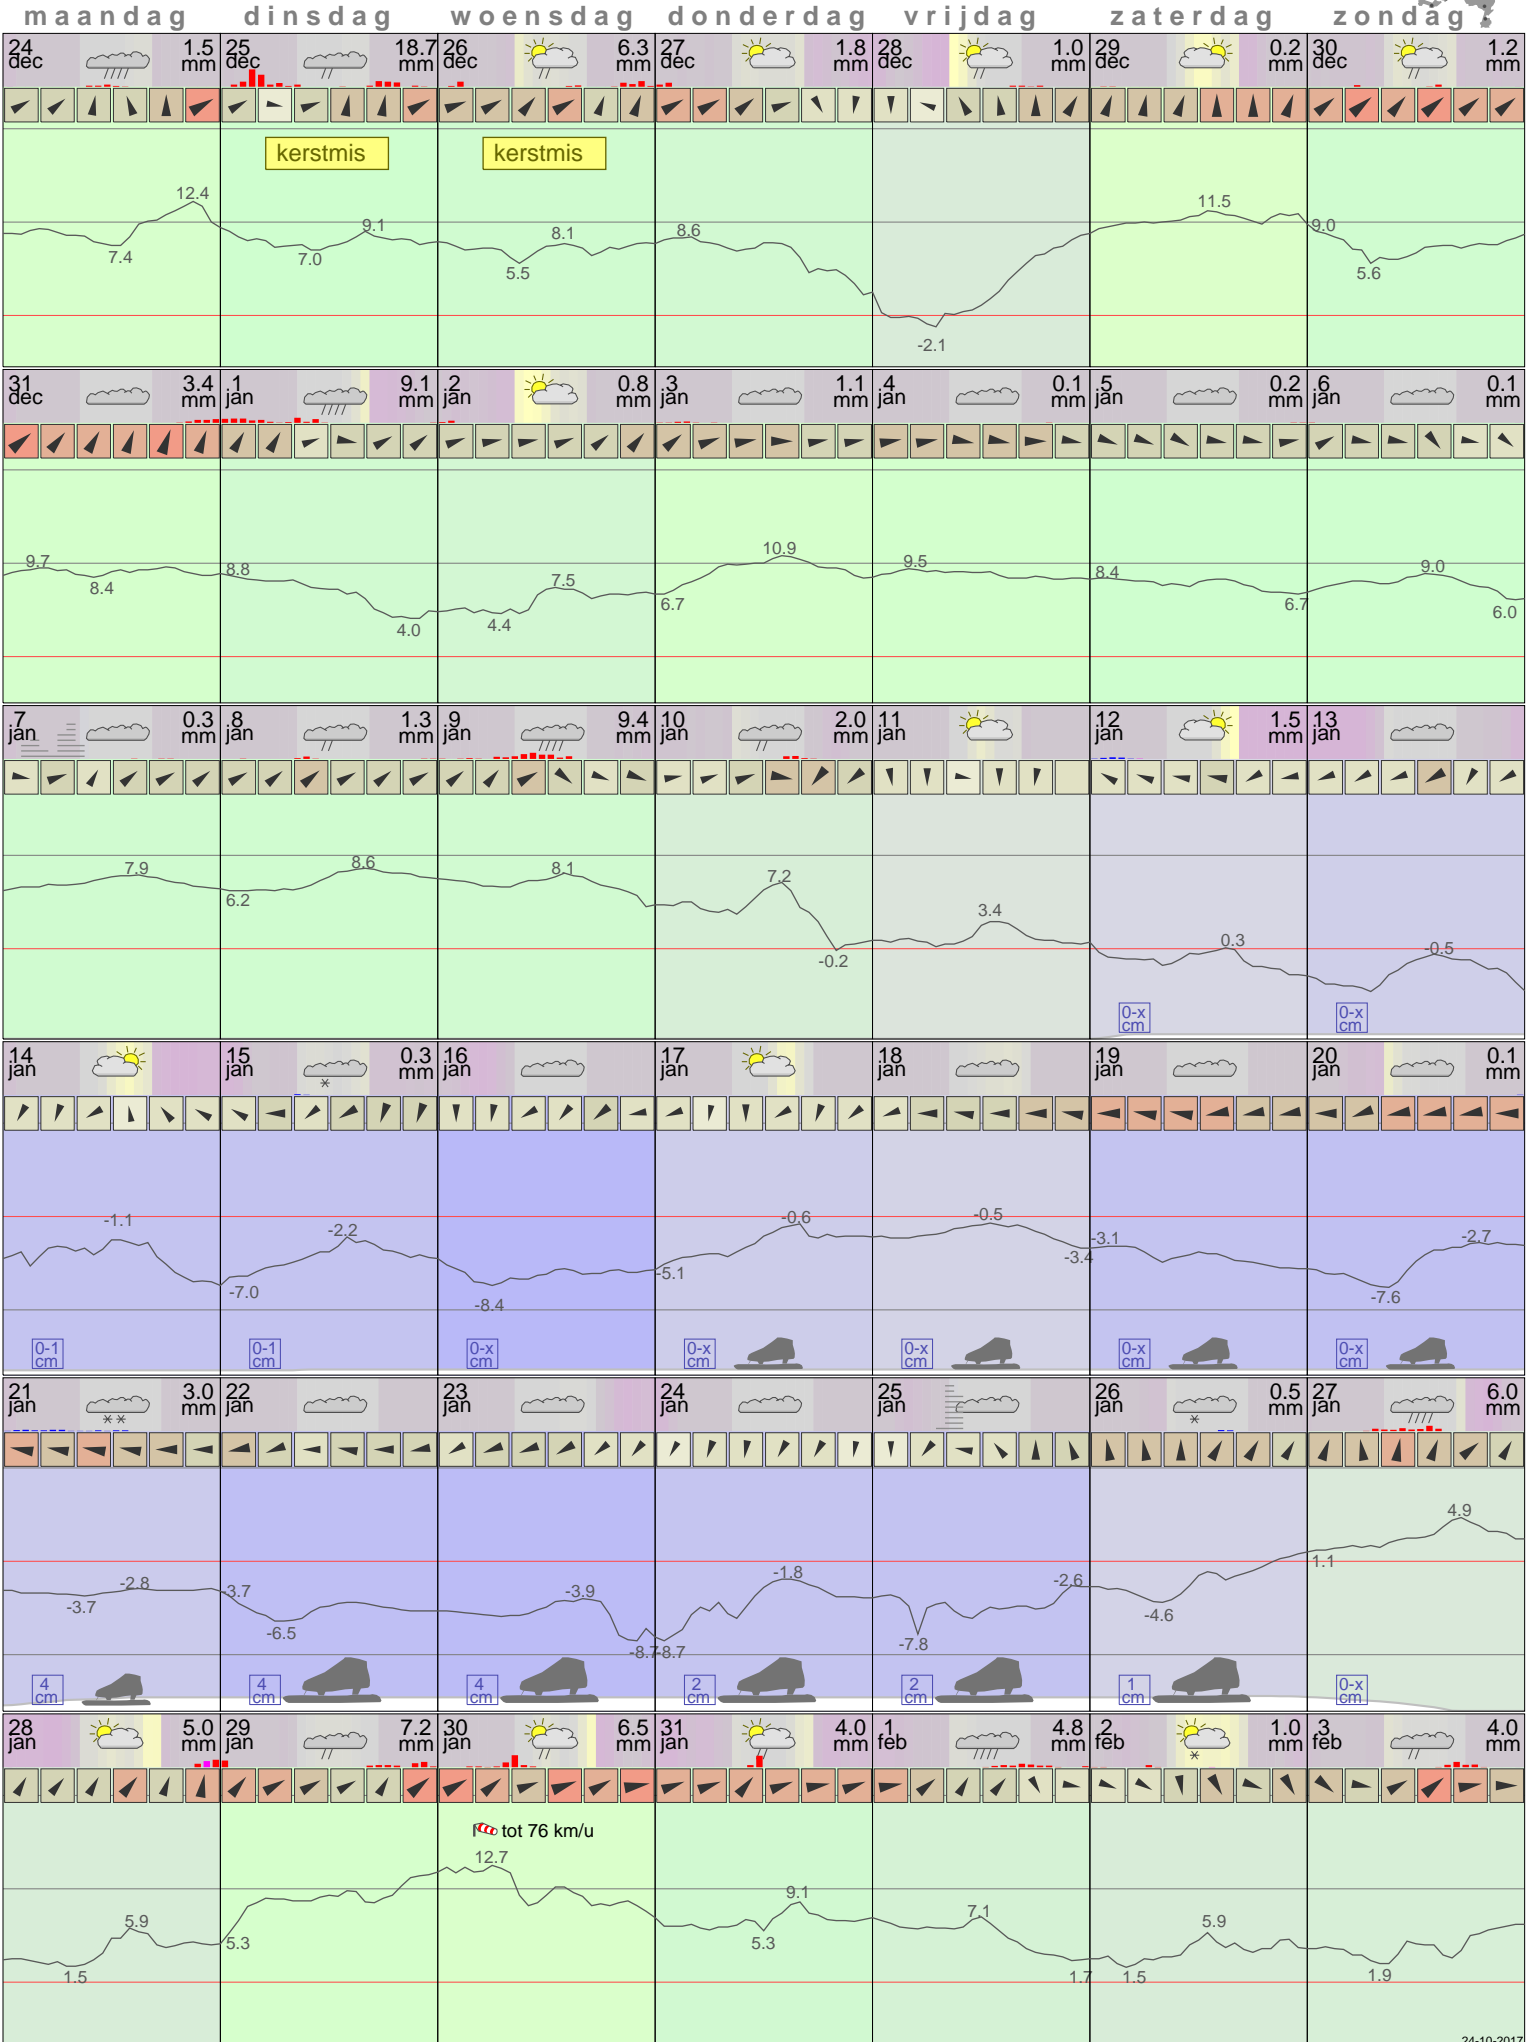 maandag dinsdag woensdag donderdag vrijdag zaterdag zondag
24 dec 1.5 mm 25 dec 18.7 mm 26 dec 6.3 mm 27 dec 1.8 mm 28 dec 1.0 mm 29 dec 0.2 mm 30 dec 1.2 mm
kerstmis kerstmis
12.4 7.4 7.0 9.1 5.5 8.1 8.6 -2.1 11.5 9.0 5.6
31 dec 3.4 mm 1 jan 9.1 mm 2 jan 0.8 mm 3 jan 1.1 mm 4 jan 0.1 mm 5 jan 0.2 mm 6 jan 0.1 mm
9.7 8.4 8.8 4.0 4.4 7.5 6.7 10.9 9.5 8.4 6.7 9.0 6.0
7 jan 0.3 mm 8 jan 1.3 mm 9 jan 9.4 mm 10 jan 2.0 mm 11 jan 12 jan 1.5 mm 13 jan
7.9 6.2 8.6 8.1 7.2 -0.2 3.4 0.3 -0.5
0-x cm 0-x cm
14 jan 15 jan 0.3 mm 16 jan 17 jan 18 jan 19 jan 20 jan 0.1 mm
-1.1 -7.0 -2.2 -8.4 -5.1 -0.6 -0.5 -3.4 -3.1 -7.6 -2.7
0-1 cm 0-1 cm 0-x cm 0-x cm 0-x cm 0-x cm 0-x cm
21 jan 3.0 mm 22 jan 23 jan 24 jan 25 jan 26 jan 0.5 mm 27 jan 6.0 mm
-3.7 -2.8 -3.7 -6.5 -3.9 -8.7 -8.7 -1.8 -7.8 -2.6 -4.6 1.1 4.9
4 cm 4 cm 4 cm 2 cm 2 cm 1 cm 0-x cm
28 jan 5.0 mm 29 jan 7.2 mm 30 jan 6.5 mm 31 jan 4.0 mm 1 feb 4.8 mm 2 feb 1.0 mm 3 feb 4.0 mm
tot 76 km/u
1.5 5.9 5.3 12.7 5.3 9.1 7.1 1.7 1.5 5.9 1.9
24-10-2017